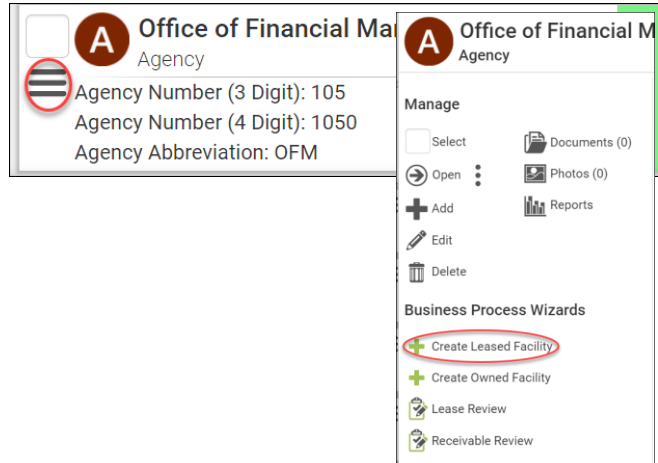 A
Office of Financial Ma
Agency
Agency Number (3 Digit): 105
Agency Number (4 Digit): 1050
Agency Abbreviation: OFM
A
Office of Financial M
Agency
Manage
Select
Documents (0)
Open
Photos (0)
Add
Reports
Edit
Delete
Business Process Wizards
Create Leased Facility
Create Owned Facility
Lease Review
Receivable Review